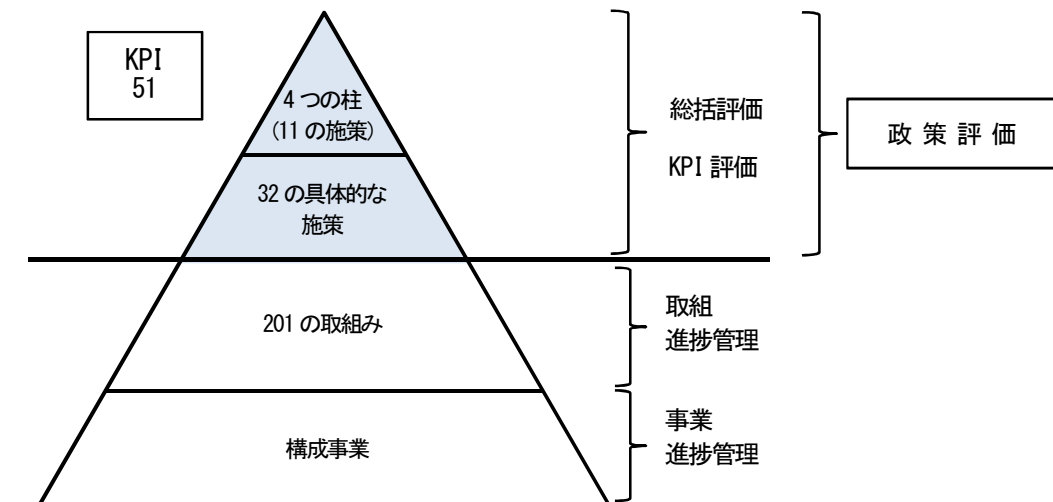 KPI
51
4つの柱
(11の施策)
32の具体的な
施策
201の取組み
構成事業
総括評価
KPI評価
政策評価
取組
進捗管理
事業
進捗管理